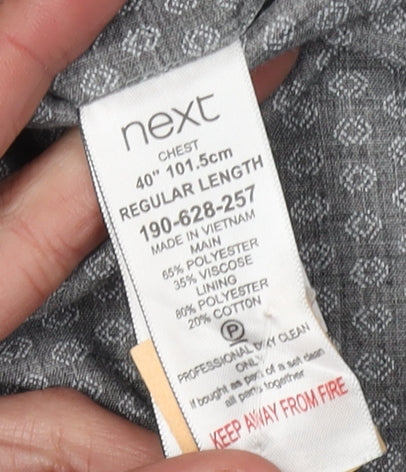 next
CHEST
40" 101.5cm
REGULAR LENGTH
190-628-257
MADE IN VIETNAM
MAIN
65% POLYESTER
35% VISCOSE
LINING
80% POLYESTER
20% COTTON
P
PROFESSIONAL DRY CLEAN
ONLY
If bought as part of a set clean
all parts together
KEEP AWAY FROM FIRE